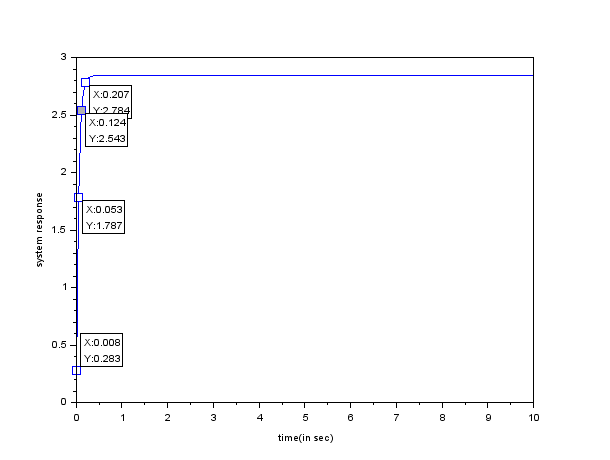 3
X:0.207
Y:2.784
2.5
X:0.124
Y:2.543
2
X:0.053
Y:1.787
1.5
system response
1
X:0.008
Y:0.283
0.5
0
0 1 2 3 4 5 6 7 8 9 10
time(in sec)